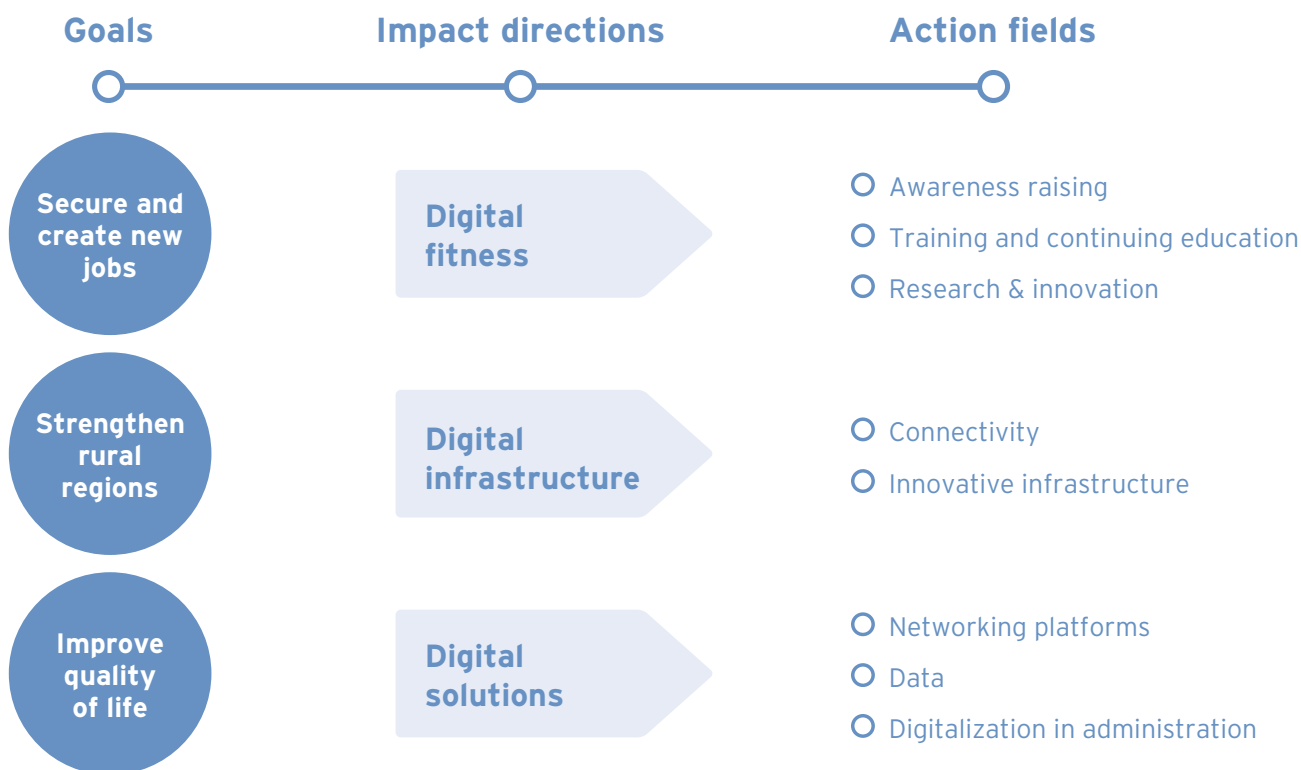 Goals
Impact directions
Action fields
Secure and
create new
jobs
Digital
fitness
Awareness raising
Training and continuing education
Research & innovation
Strengthen
rural
regions
Digital
infrastructure
Connectivity
Innovative infrastructure
Improve
quality
of life
Digital
solutions
Networking platforms
Data
Digitalization in administration